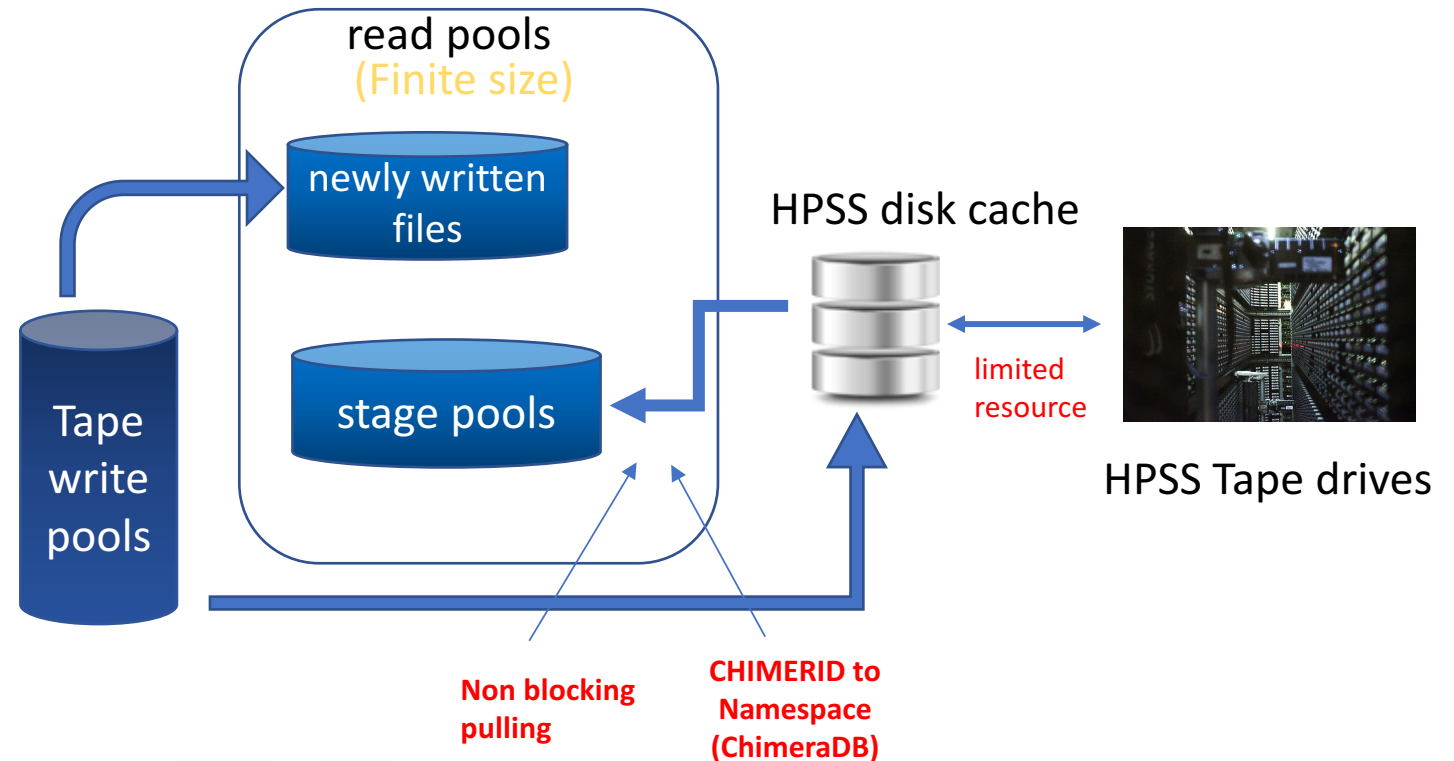 read pools
(Finite size)
newly written
files
HPSS disk cache
stage pools
limited
resource
Tape
write
pools
HPSS Tape drives
Non blocking
pulling
CHIMERID to
Namespace
(ChimeraDB)